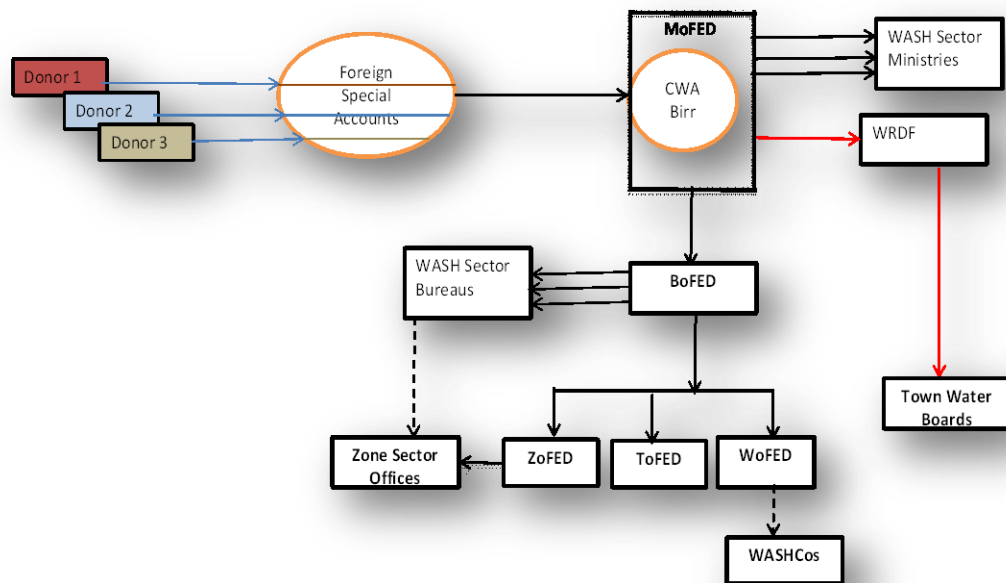 MoFED
WASH Sector
Ministries
Donor 1
Foreign
Special
Accounts
CWA
Birr
Donor 2
Donor 3
WRDF
WASH Sector
Bureaus
BoFED
Town Water
Boards
Zone Sector
Offices
ZoFED
ToFED
WoFED
WASHCos